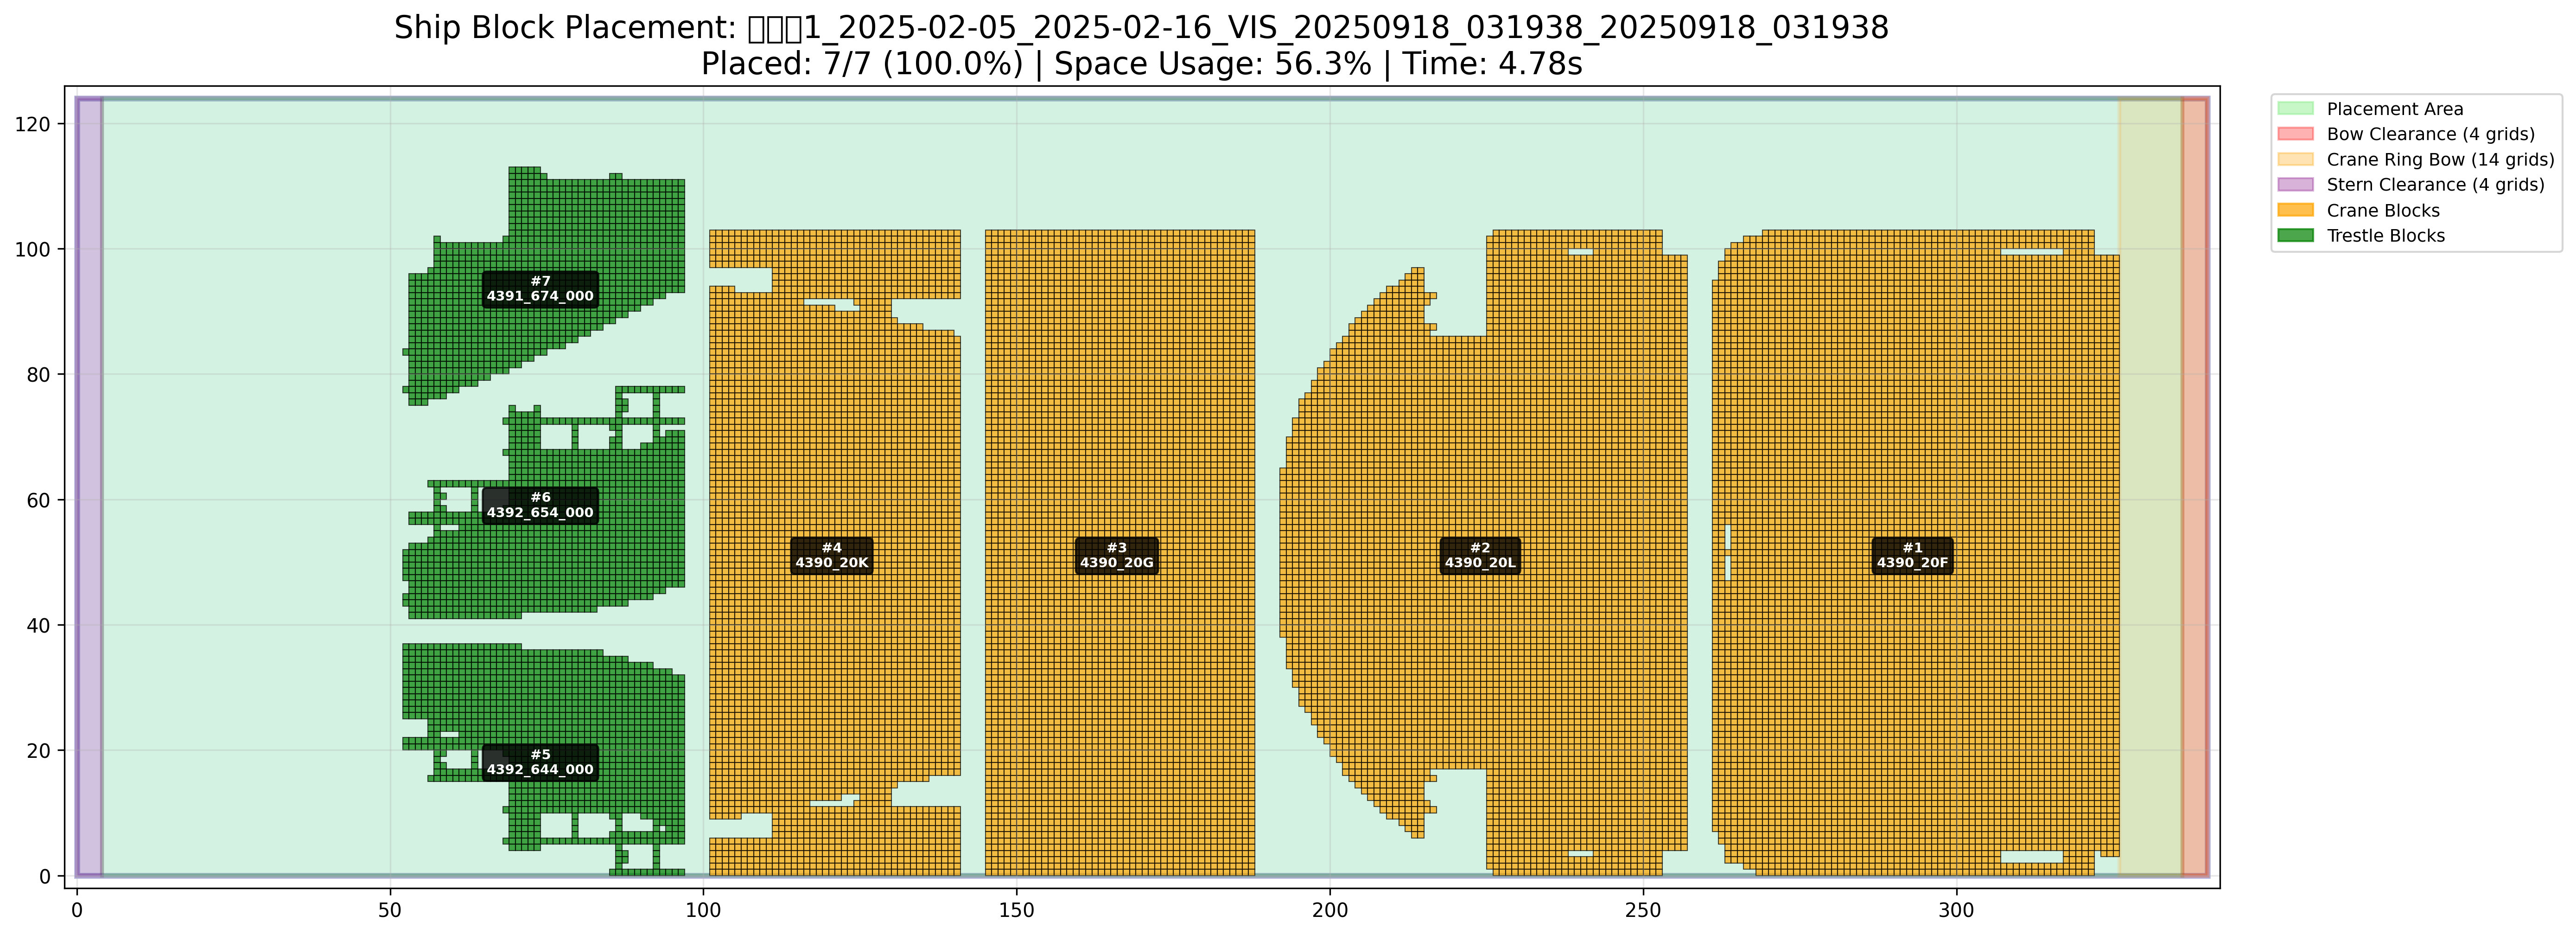 Ship Block Placement: □□□1_2025-02-05_2025-02-16_VIS_20250918_031938_20250918_031938
Placed: 7/7 (100.0%) | Space Usage: 56.3% | Time: 4.78s
120
100
80
60
40
20
0
0
50
100
150
200
250
300
#7
4391_674_000
#6
4392_654_000
#5
4392_644_000
#4
4390_20K
#3
4390_20G
#2
4390_20L
#1
4390_20F
Placement Area
Bow Clearance (4 grids)
Crane Ring Bow (14 grids)
Stern Clearance (4 grids)
Crane Blocks
Trestle Blocks